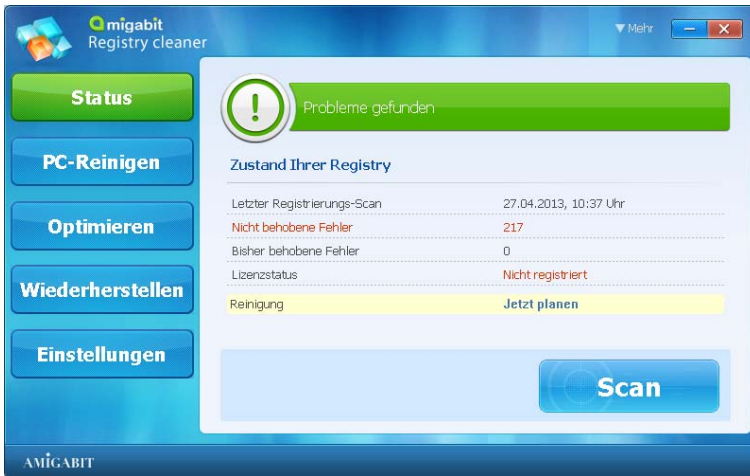 amigabit
Registry cleaner
Mehr
Status
PC-Reinigen
Optimieren
Wiederherstellen
Einstellungen
Probleme gefunden
Zustand Ihrer Registry
Letzter Registrierungs-Scan 27.04.2013, 10:37 Uhr
Nicht behobene Fehler 217
Bisher behobene Fehler 0
Lizenzstatus Nicht registriert
Reinigung Jetzt planen
Scan
AMIGABIT